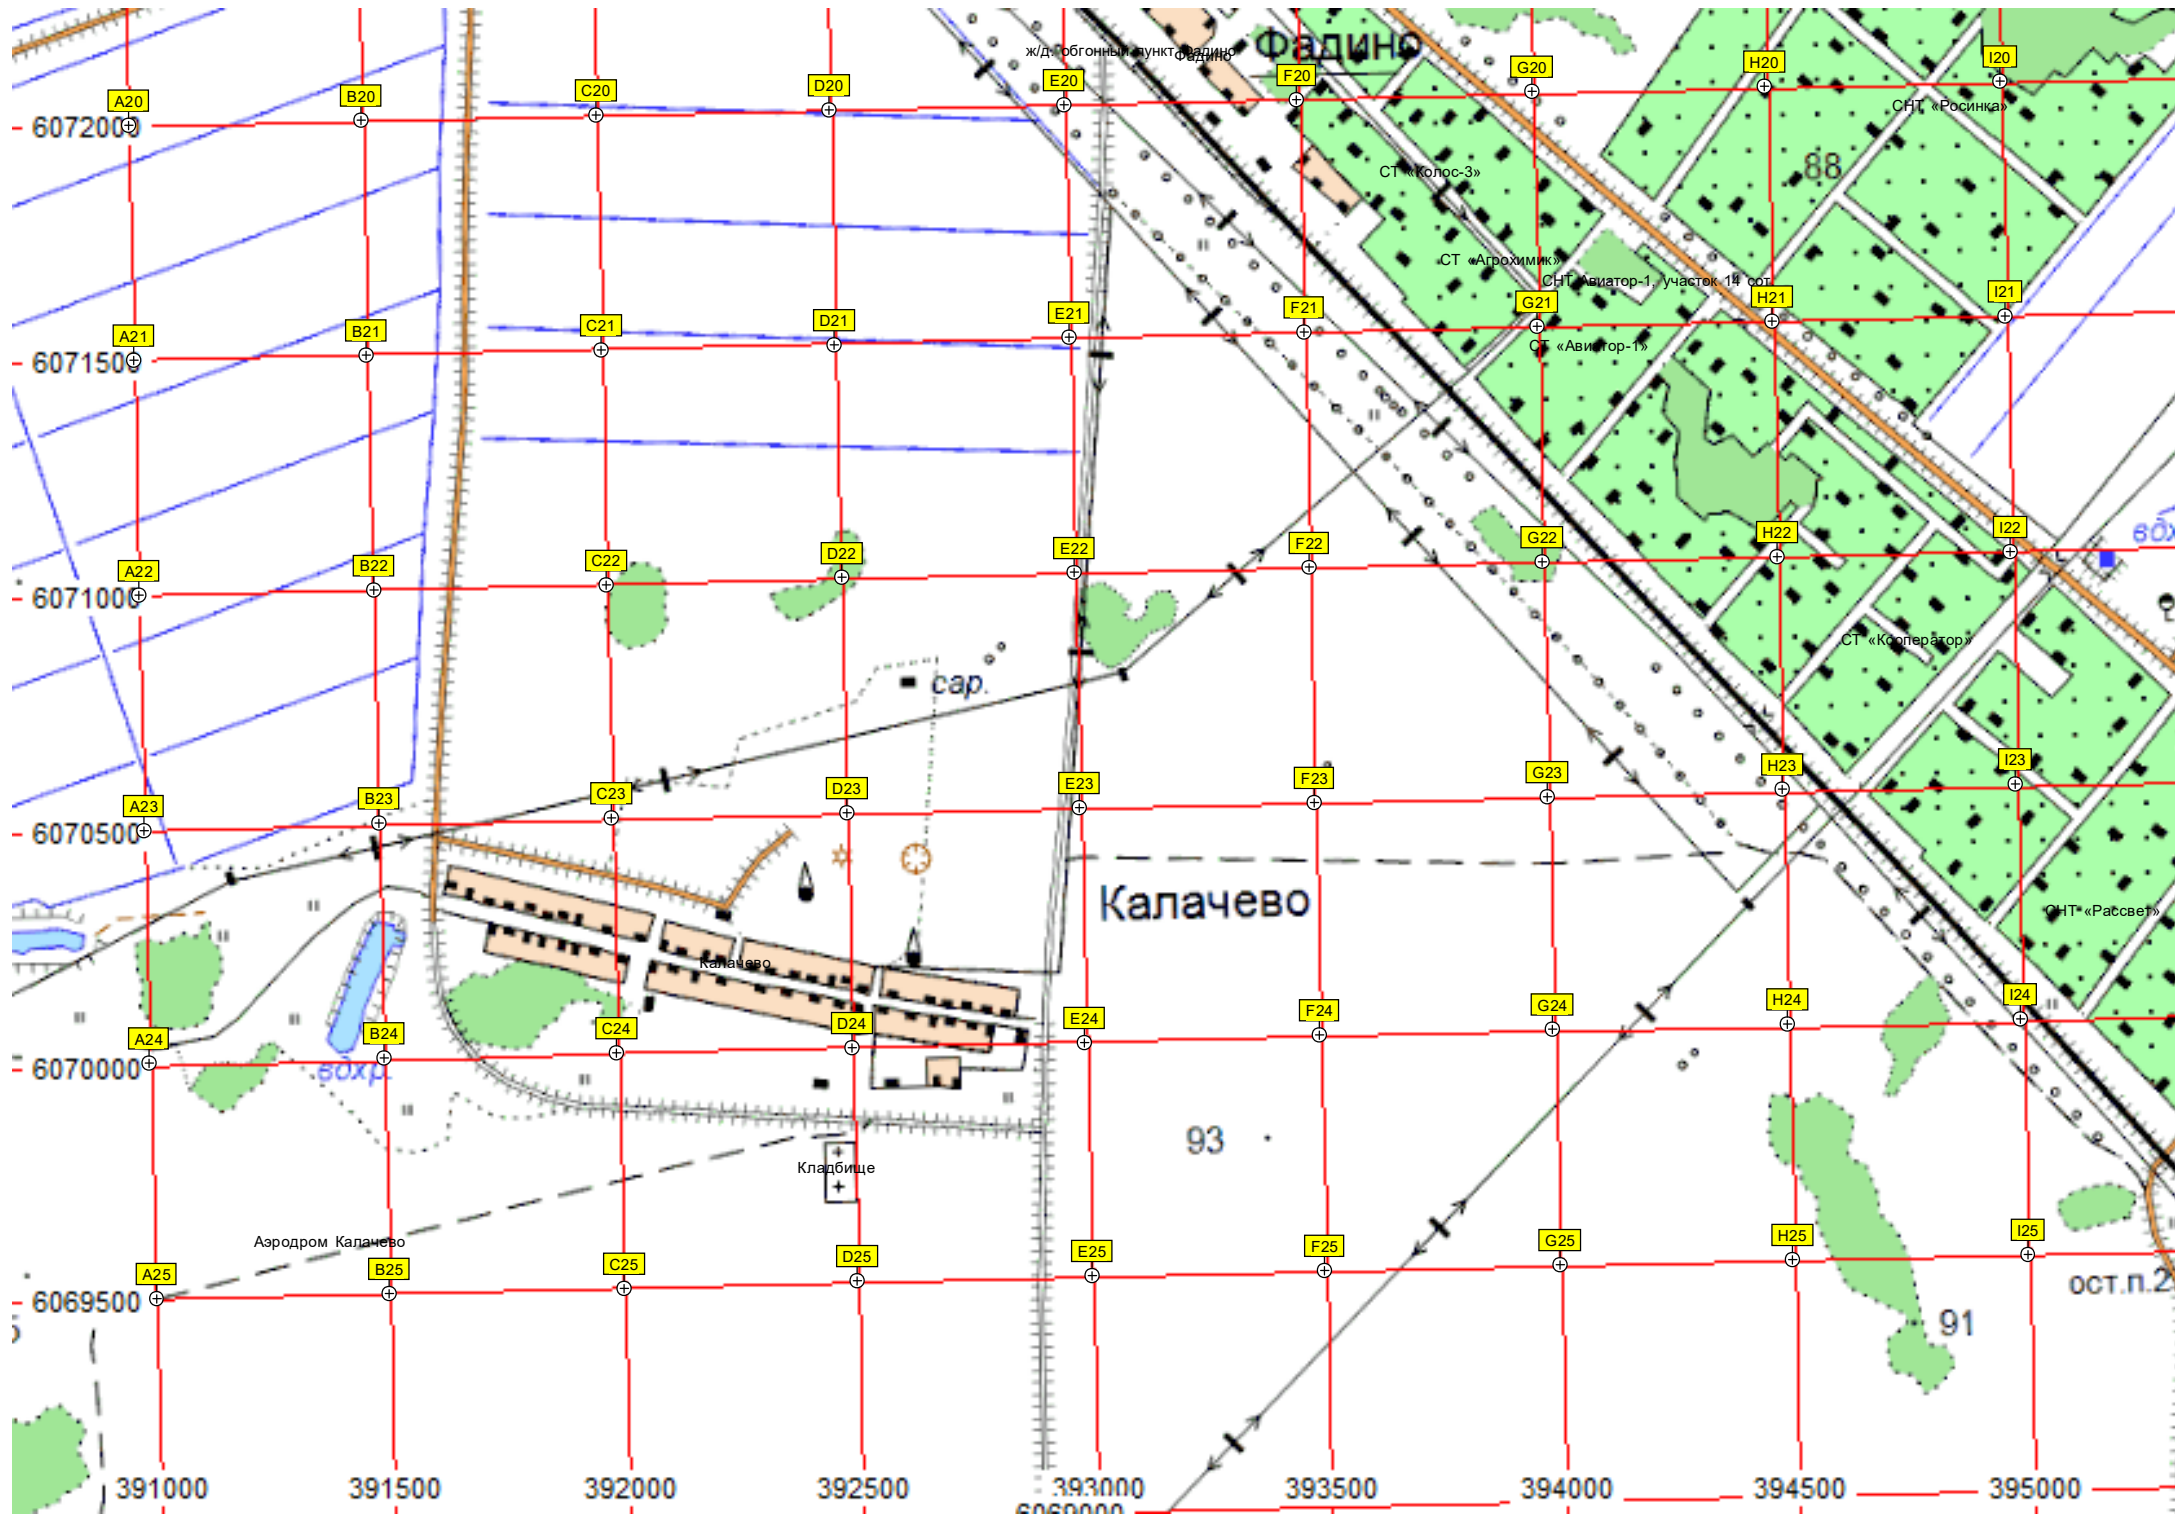 ж/д. обгонный пункт Фадино
Фадино
Фадино
A20 B20 C20 D20 E20 F20 G20 H20 I20
6072000
СНТ «Росинка»
88
СТ «Колос-3»
СТ «Агрохимик»
СНТ Авиатор-1, участок 14 сот
A21 B21 C21 D21 E21 F21 G21 H21 I21
6071500
СТ «Авиатор-1»
A22 B22 C22 D22 E22 F22 G22 H22 I22
вдх
6071000
СТ «Кооператор»
сар.
A23 B23 C23 D23 E23 F23 G23 H23 I23
6070500
Калачево
СНТ «Рассвет»
Калачево
A24 B24 C24 D24 E24 F24 G24 H24 I24
6070000
вдхр.
93
Кладбище
Аэродром Калачево
A25 B25 C25 D25 E25 F25 G25 H25 I25
6069500
ост.п.2
91
391000 391500 392000 392500 393000 393500 394000 394500 395000
6069000